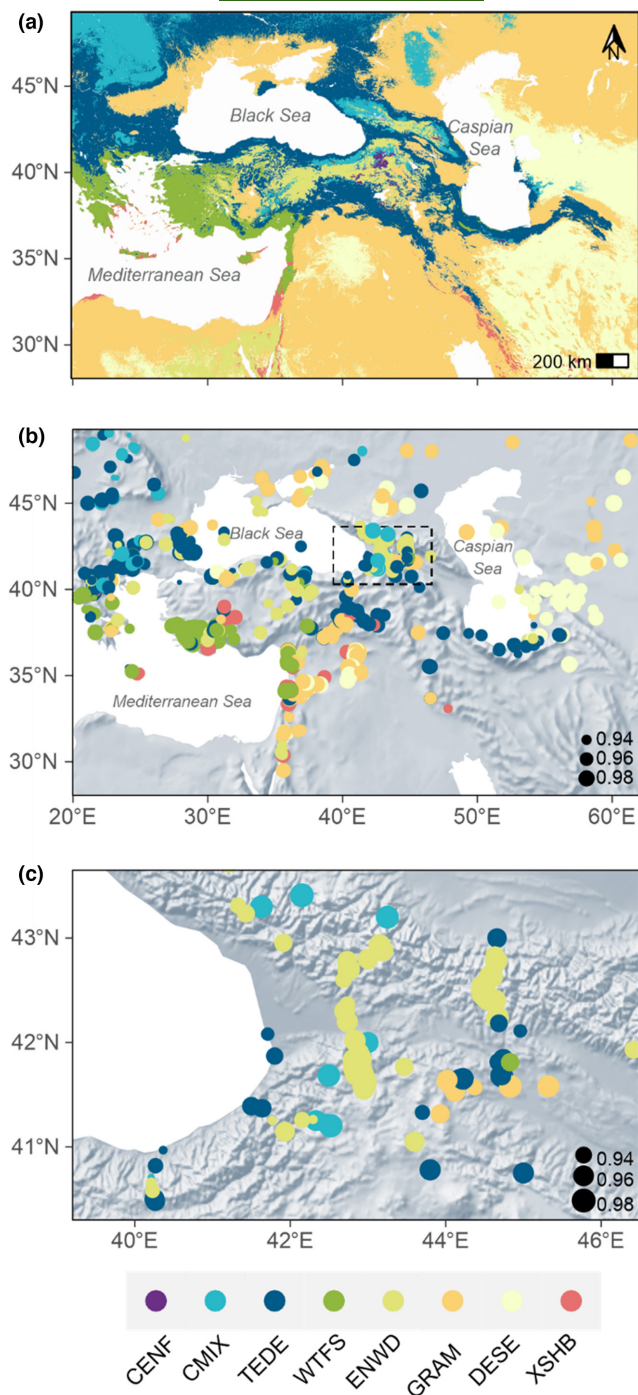 (a)
N
45°N
Black Sea
Caspian
Sea
40°N
35°N
Mediterranean Sea
30°N
200 km
(b)
45°N
Black Sea
Caspian
Sea
40°N
35°N
Mediterranean Sea
0.94
0.96
0.98
30°N
20°E 30°E 40°E 50°E 60°E
(c)
43°N
42°N
41°N
0.94
0.96
0.98
40°E 42°E 44°E 46°E
CENF CMIX TEDE WTFS ENWD GRAM DESE XSHB